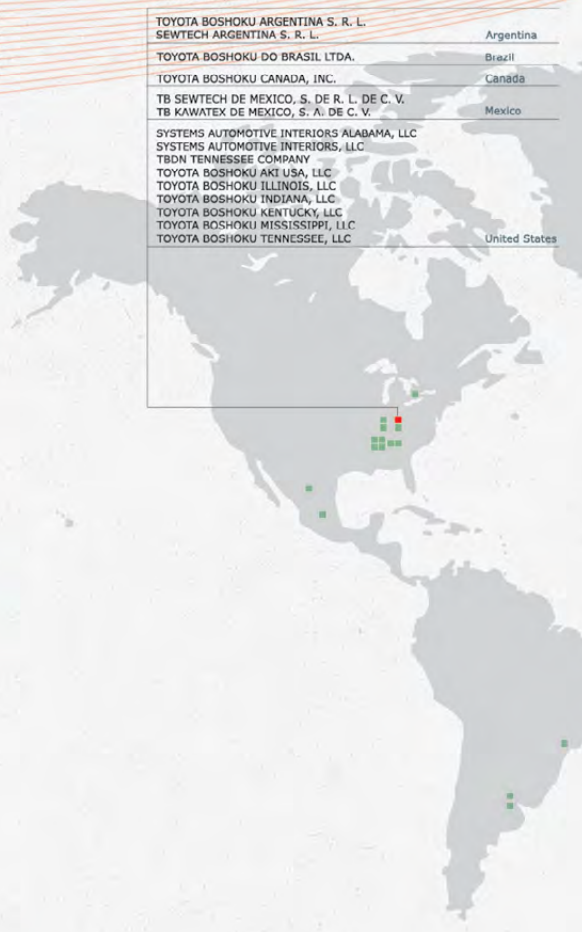 TOYOTA BOSHOKU ARGENTINA S. R. L.
SEWTECH ARGENTINA S. R. L. Argentina
TOYOTA BOSHOKU DO BRASIL LTDA. Brazil
TOYOTA BOSHOKU CANADA, INC. Canada
TB SEWTECH DE MEXICO, S. DE R. L. DE C. V.
TB KAWATEX DE MEXICO, S. A. DE C. V. Mexico
SYSTEMS AUTOMOTIVE INTERIORS ALABAMA, LLC
SYSTEMS AUTOMOTIVE INTERIORS, LLC
TBDN TENNESSEE COMPANY
TOYOTA BOSHOKU AKI USA, LLC
TOYOTA BOSHOKU ILLINOIS, LLC
TOYOTA BOSHOKU INDIANA, LLC
TOYOTA BOSHOKU KENTUCKY, LLC
TOYOTA BOSHOKU MISSISSIPPI, LLC
TOYOTA BOSHOKU TENNESSEE, LLC United States